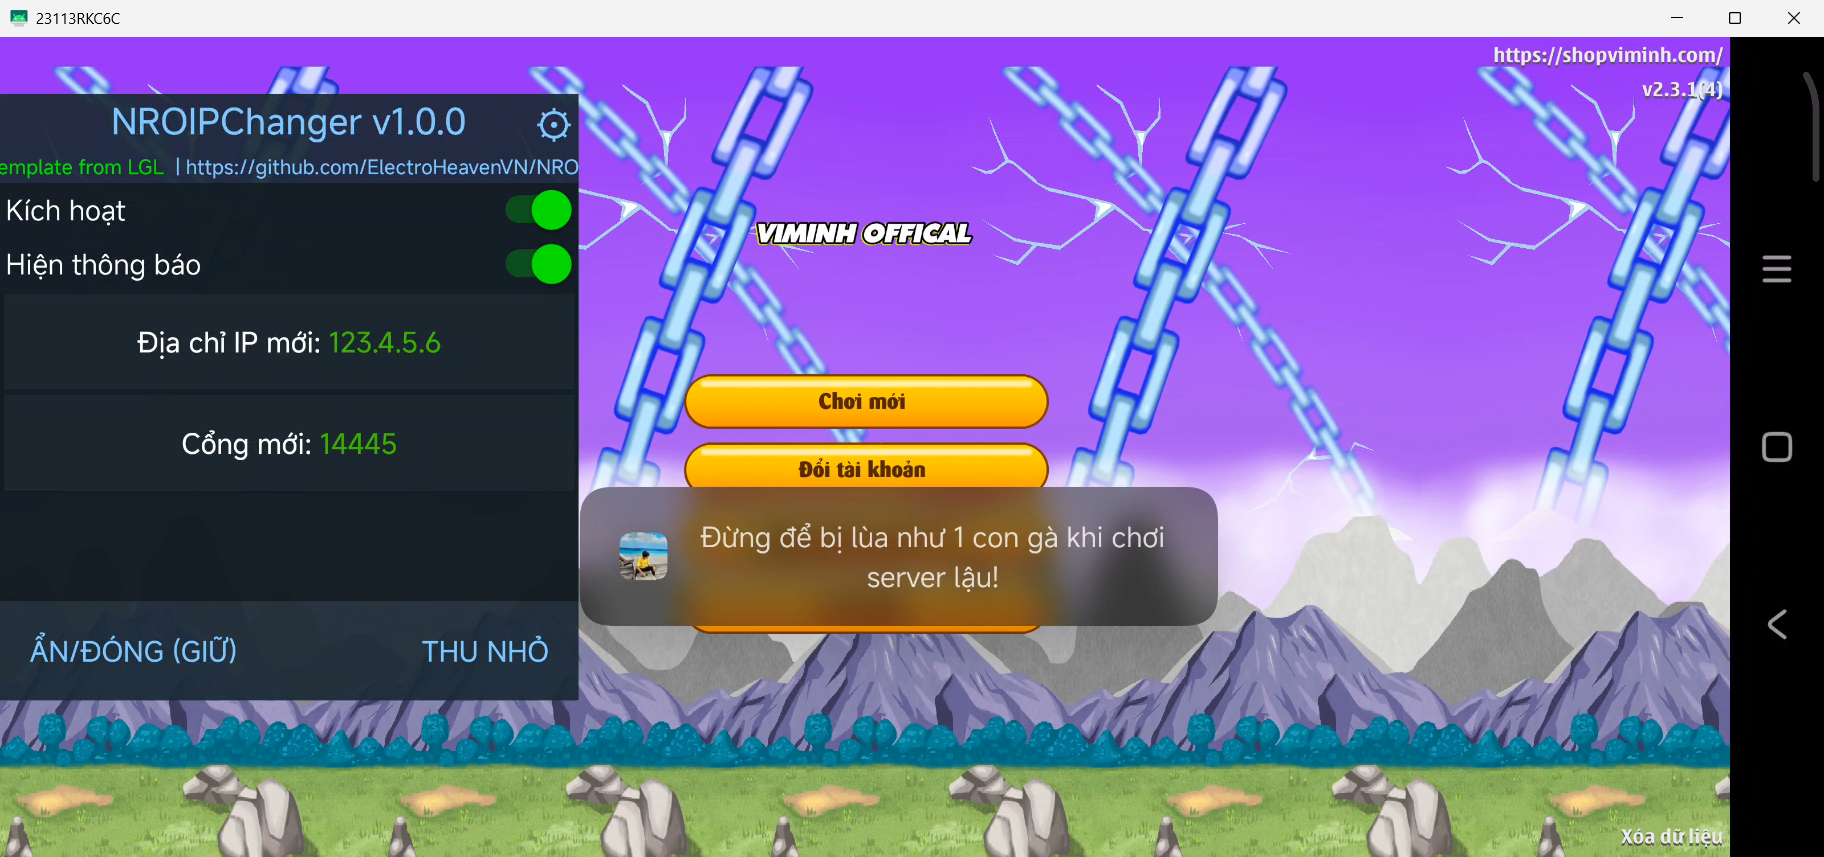 23113RKC6C
https://shopviminh.com/
v2.3.1(4)
NROIPChanger v1.0.0
emplate from LGL | https://github.com/ElectroHeavenVN/NRO
Kích hoạt
Hiện thông báo
Địa chỉ IP mới: 123.4.5.6
Cổng mới: 14445
ẨN/ĐÓNG (GIỮ)
THU NHỎ
VIMINH OFFICAL
Chơi mới
Đổi tài khoản
Đừng để bị lùa như 1 con gà khi chơi
server lậu!
Xóa dữ liệu